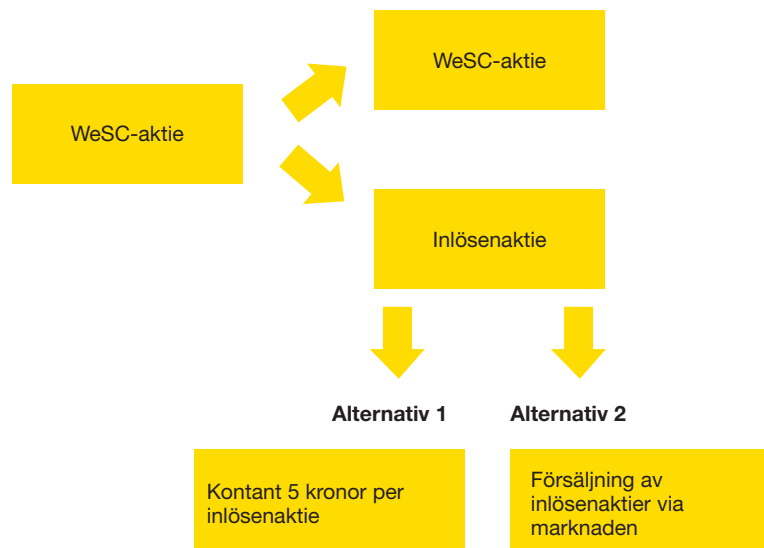 WeSC-aktie
WeSC-aktie
Inlösenaktie
Alternativ 1
Alternativ 2
Kontant 5 kronor per
inlösenaktie
Försäljning av
inlösenaktier via
marknaden